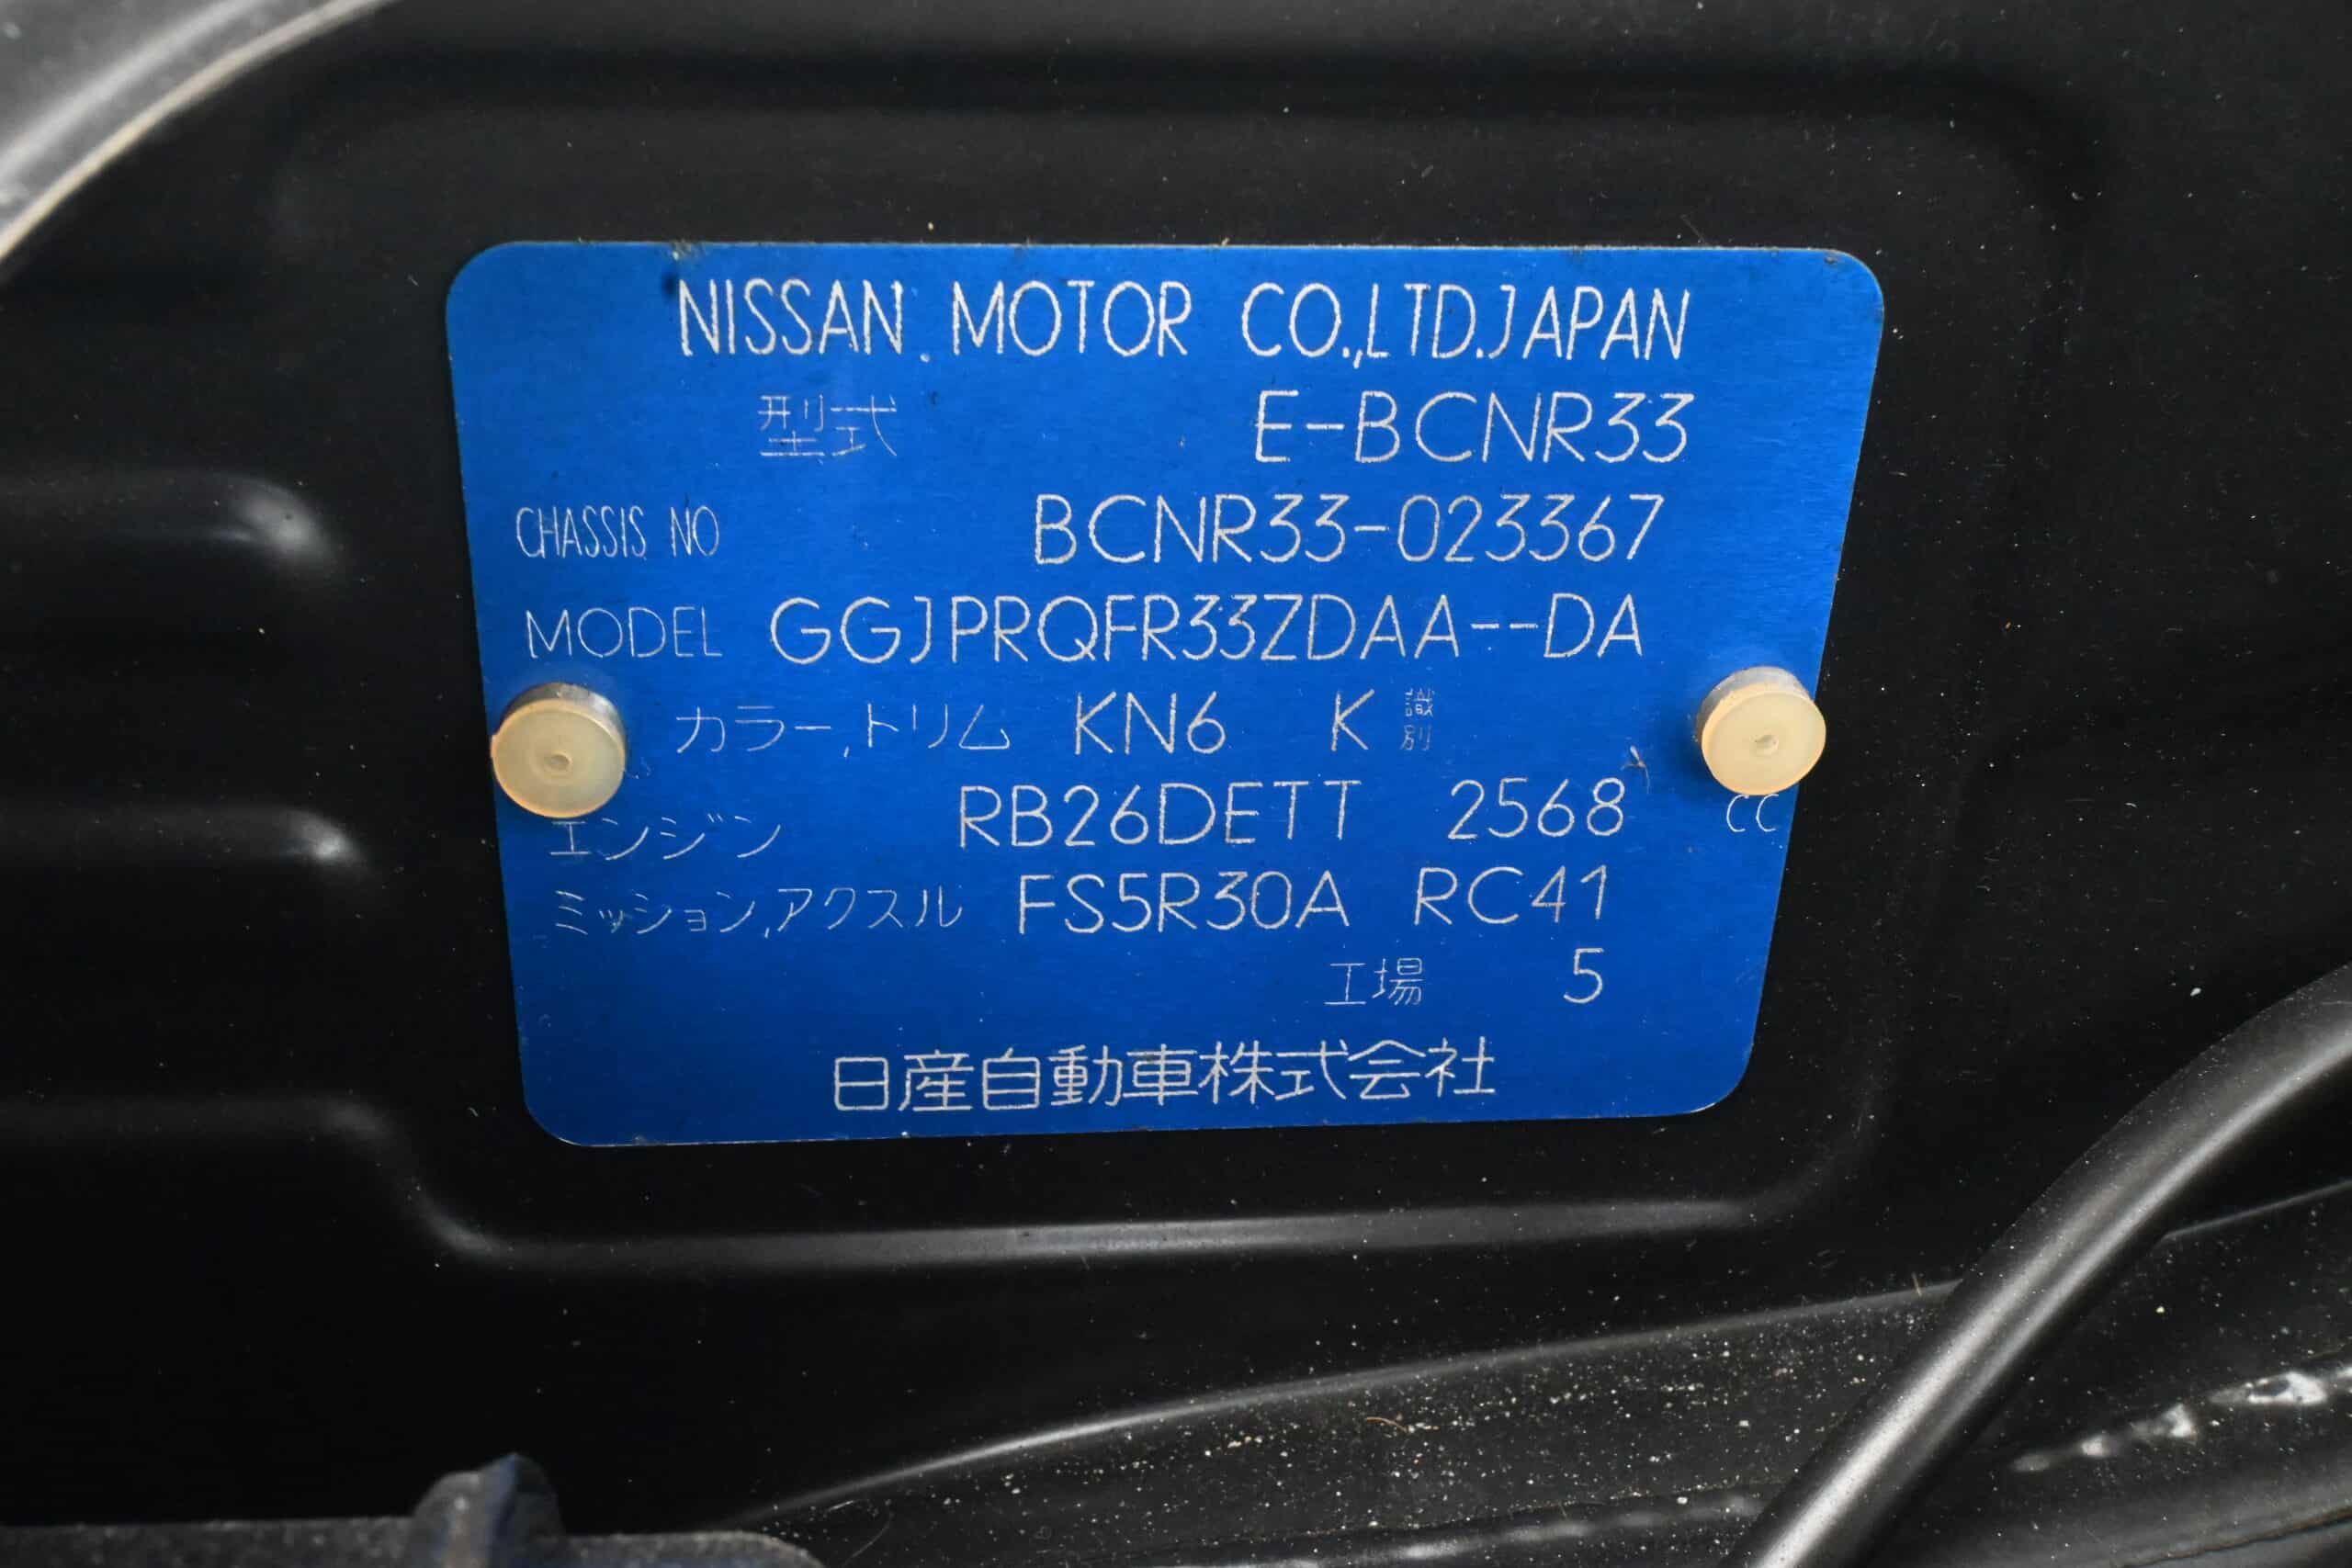 NISSAN MOTOR CO.,LTD.JAPAN
型式 E-BCNR33
CHASSIS NO BCNR33-023367
MODEL GGJPRQFR33ZDAA--DA
カラー,トリム KN6 K 識別
エンジン RB26DETT 2568 CC
ミッション,アクスル FS5R30A RC41
工場 5
日産自動車株式会社